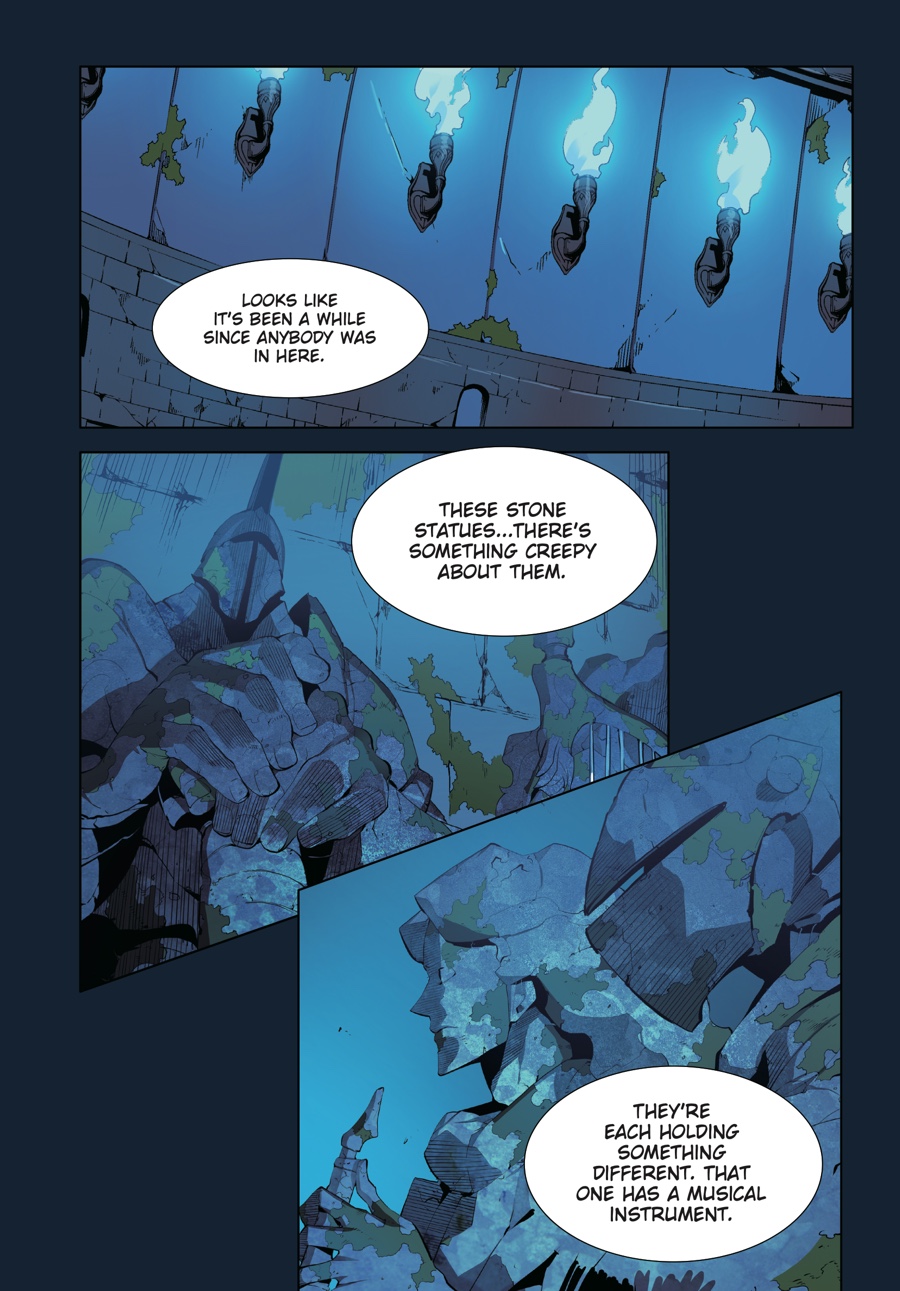 LOOKS LIKE
IT'S BEEN A WHILE
SINCE ANYBODY WAS
IN HERE.
THESE STONE
STATUES...THERE'S
SOMETHING CREEPY
ABOUT THEM.
THEY'RE
EACH HOLDING
SOMETHING
DIFFERENT. THAT
ONE HAS A MUSICAL
INSTRUMENT.